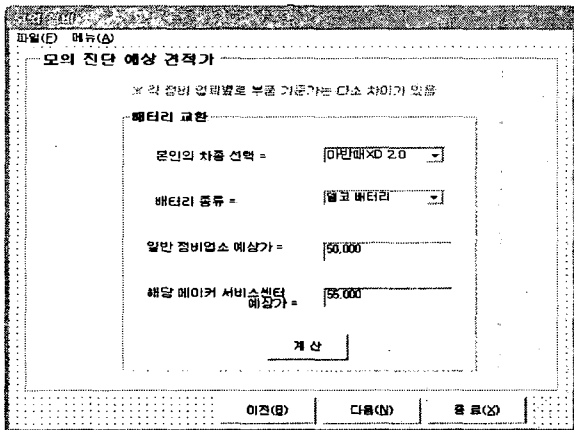 파일(F) 메뉴(A)
모의 진단 예상 견적가
※ 각 정비 업체별로 부품 기준가는 다소 차이가 있음
배터리 교환
본인의 차종 선택 = 아반떼XD 2.0
배터리 종류 = 델코 배터리
일반 정비업소 예상가 = 50,000
해당 메이커 서비스센터 55,000
예상가 =
계 산
이전(B) 다음(N) 종 료(X)